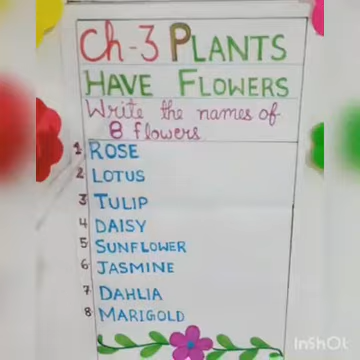 Ch-3 PLANTS
HAVE FLOWERS
Write the names of
8 flowers
1 ROSE
2 LOTUS
3 TULIP
4 DAISY
5 SUNFLOWER
6 JASMINE
7 DAHLIA
8 MARIGOLD
InShOt